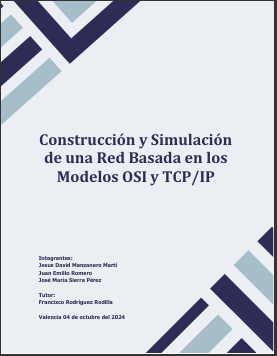 Construcción y Simulación
de una Red Basada en los
Modelos OSI y TCP/IP
Integrantes:
Jesus David Manzanero Martí
Juan Emilio Romero
José Maria Sierra Pérez
Tutor:
Francisco Rodríguez Rodilla
Valencia 04 de octubre del 2024